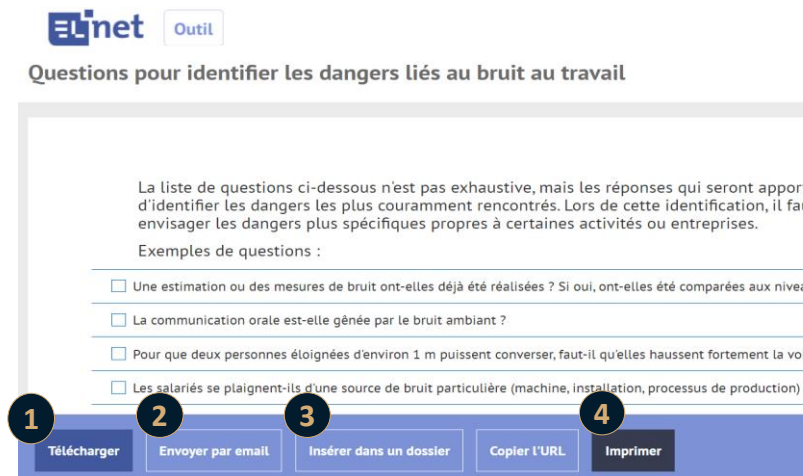 ELnet
Outil
Questions pour identifier les dangers liés au bruit au travail
La liste de questions ci-dessous n'est pas exhaustive, mais les réponses qui seront appor
d'identifier les dangers les plus couramment rencontrés. Lors de cette identification, il fau
envisager les dangers plus spécifiques propres à certaines activités ou entreprises.
Exemples de questions :
Une estimation ou des mesures de bruit ont-elles déjà été réalisées ? Si oui, ont-elles été comparées aux nivea
La communication orale est-elle gênée par le bruit ambiant ?
Pour que deux personnes éloignées d'environ 1 m puissent converser, faut-il qu'elles haussent fortement la vo
Les salariés se plaignent-ils d'une source de bruit particulière (machine, installation, processus de production)
1 2 3 4
Télécharger Envoyer par email Insérer dans un dossier Copier l'URL Imprimer